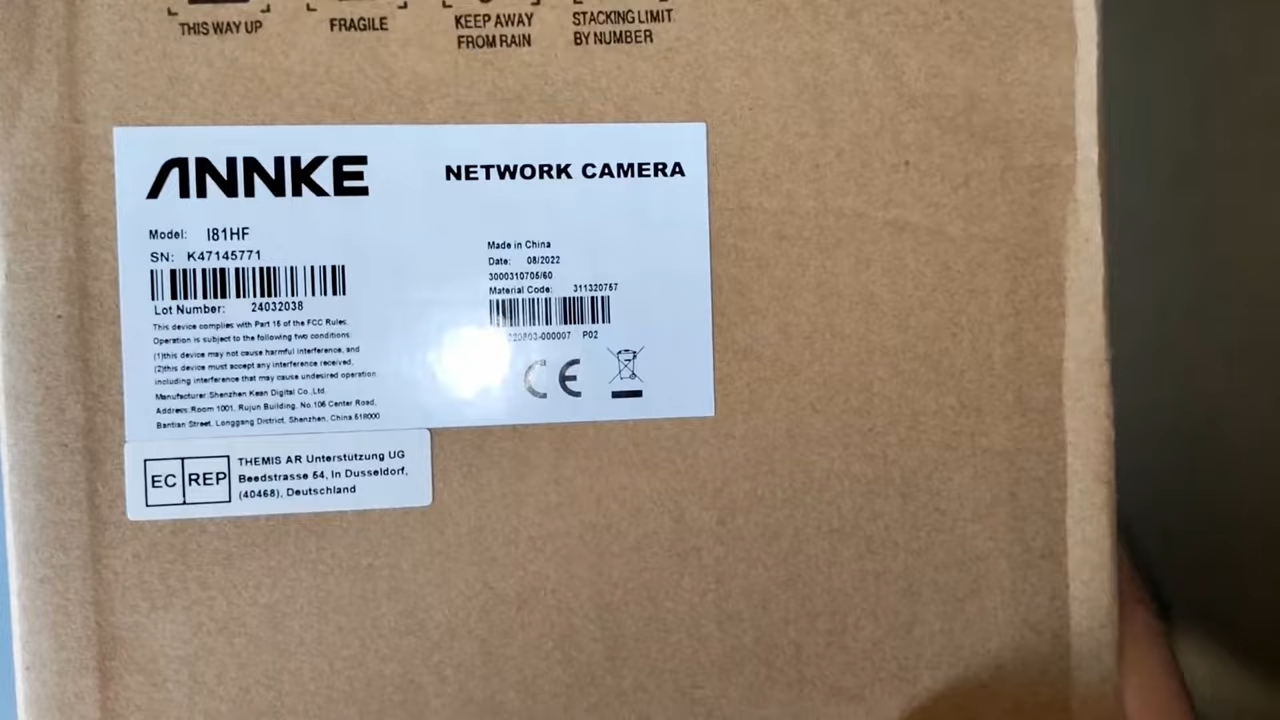 THIS WAY UP
FRAGILE
KEEP AWAY
FROM RAIN
STACKING LIMIT
BY NUMBER
ANNKE
NETWORK CAMERA
Model: I81HF
SN: K47145771
Lot Number: 24032038
This device complies with Part 15 of the FCC Rules.
Operation is subject to the following two conditions:
(1)this device may not cause harmful interference, and
(2)this device must accept any interference received,
including interference that may cause undesired operation.
Manufacturer:Shenzhen Kean Digital Co.,Ltd.
Address:Room 1001, Rujun Building, No.106 Center Road,
Bantian Street, Longgang District, Shenzhen, China.518000
Made in China
Date: 08/2022
3000310705/60
Material Code: 311320757
220803-000007 P02
CE
EC REP
THEMIS AR Unterstützung UG
Beedstrasse 54, in Dusseldorf,
(40468), Deutschland